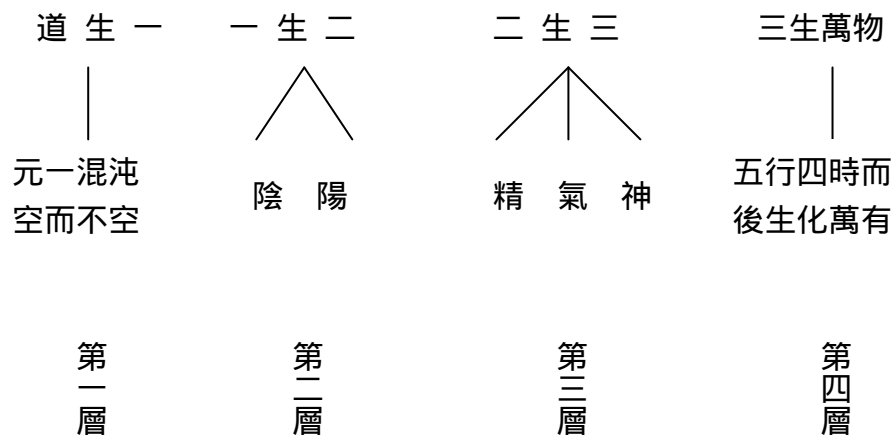 道生一
一生二
二生三
三生萬物
元一混沌
空而不空
陰陽
精氣神
五行四時而
後生化萬有
第一層
第二層
第三層
第四層